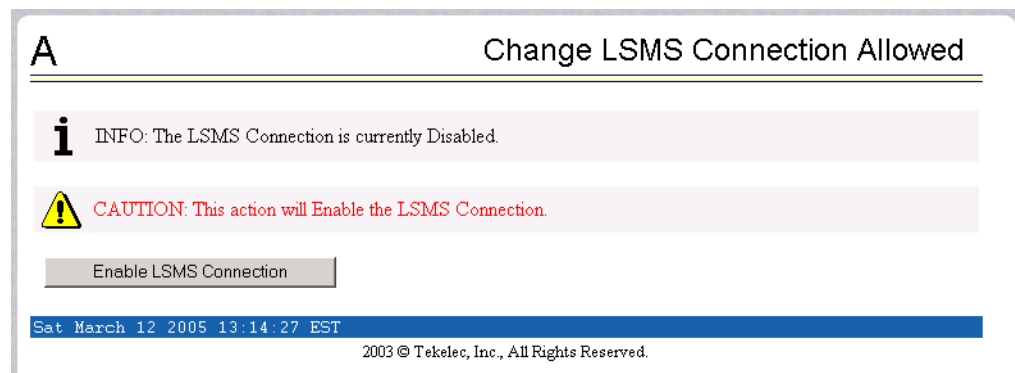 A
Change LSMS Connection Allowed
INFO: The LSMS Connection is currently Disabled.
CAUTION: This action will Enable the LSMS Connection.
Enable LSMS Connection
Sat March 12 2005 13:14:27 EST
2003 © Tekelec, Inc., All Rights Reserved.